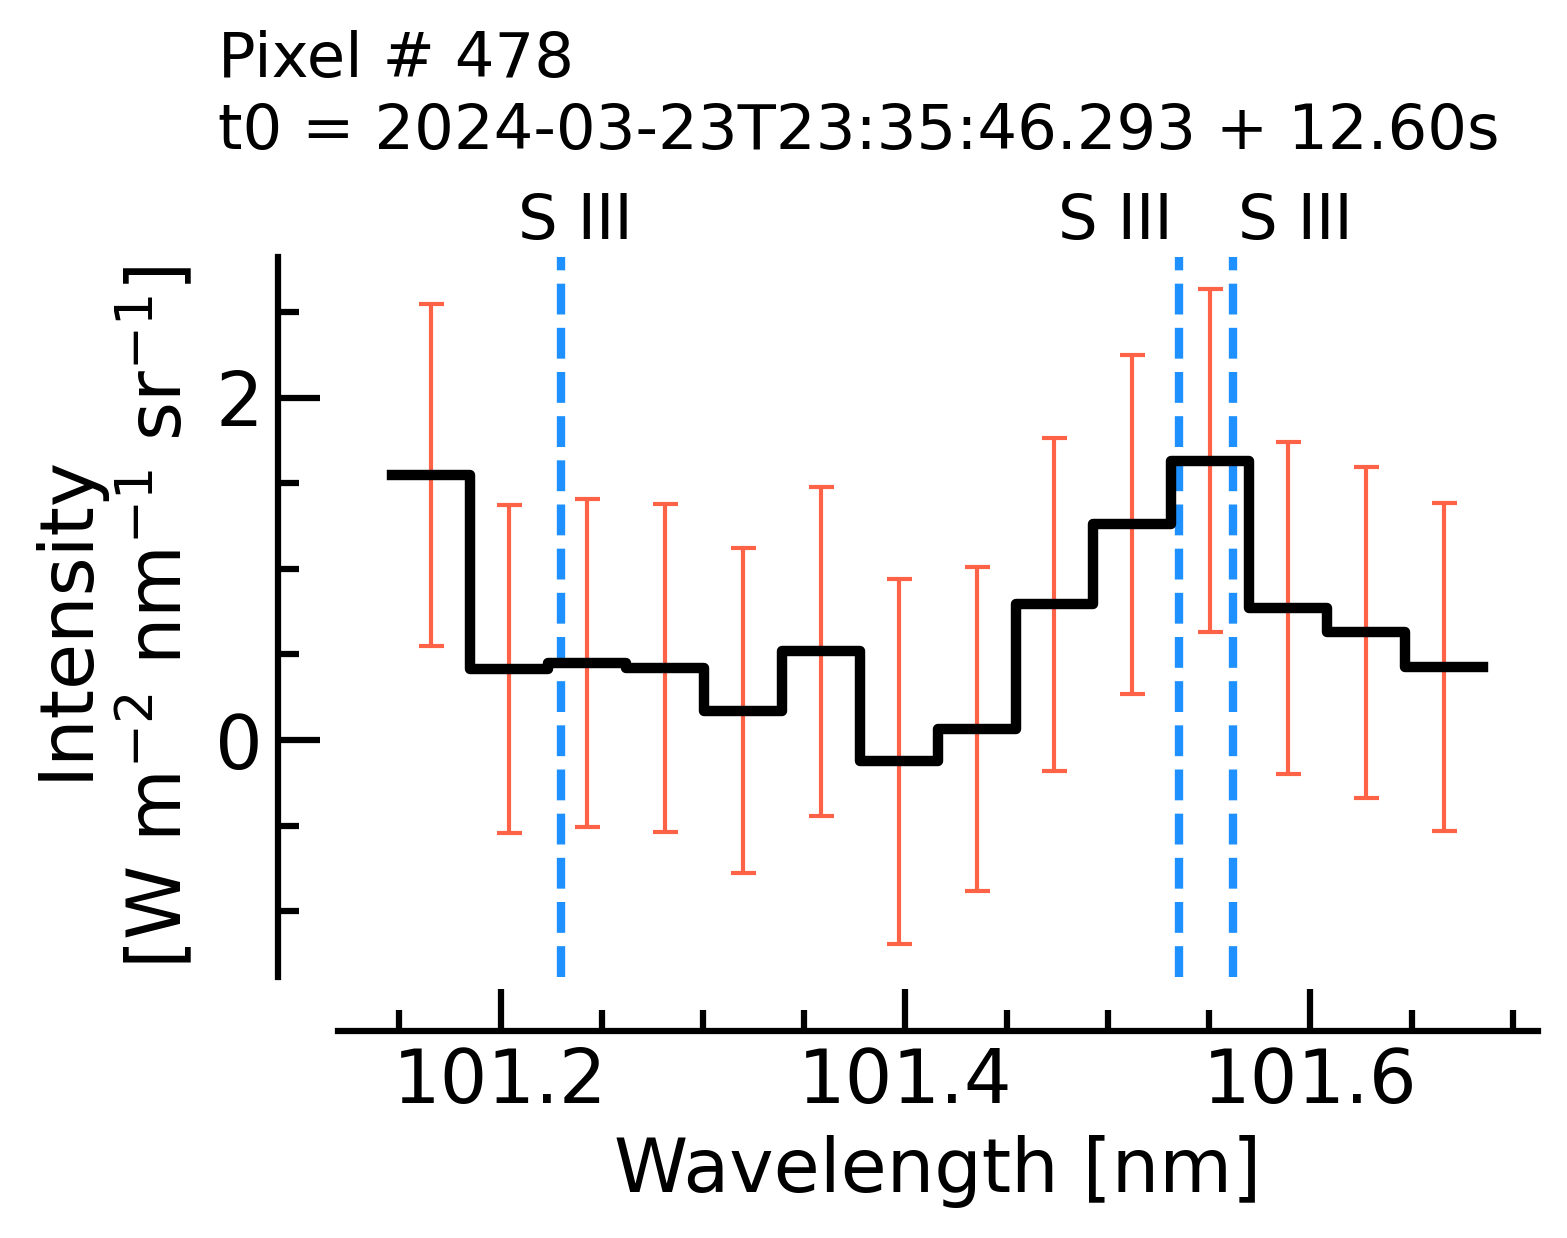 Pixel # 478
t0 = 2024-03-23T23:35:46.293 + 12.60s
S III S III S III
Intensity
[W m⁻² nm⁻¹ sr⁻¹]
2
0
101.2 101.4 101.6
Wavelength [nm]